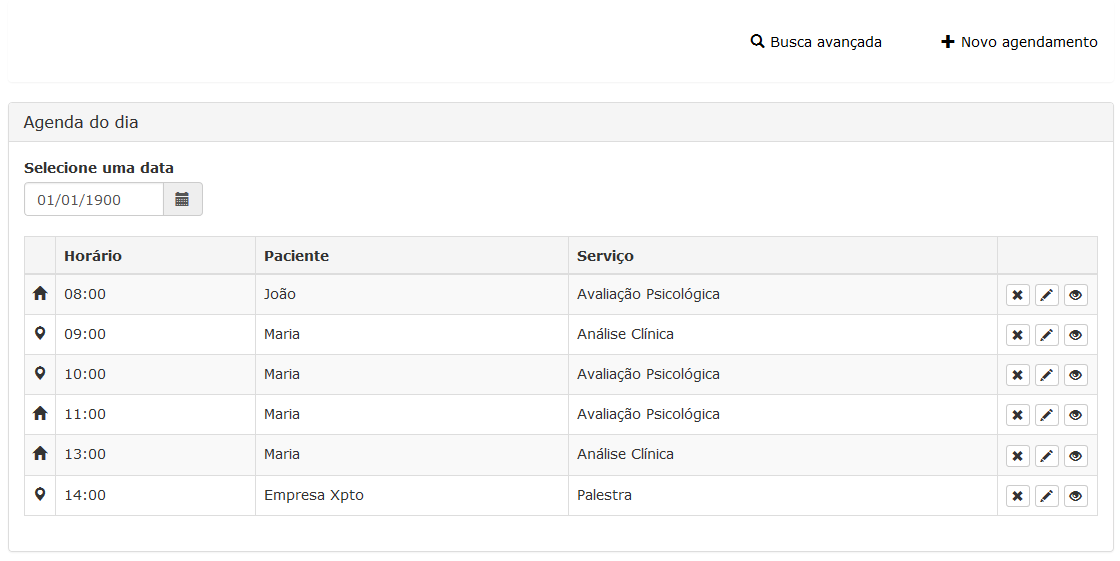 Busca avançada Novo agendamento
Agenda do dia
Selecione uma data
01/01/1900
Horário Paciente Serviço
08:00 João Avaliação Psicológica
09:00 Maria Análise Clínica
10:00 Maria Avaliação Psicológica
11:00 Maria Avaliação Psicológica
13:00 Maria Análise Clínica
14:00 Empresa Xpto Palestra